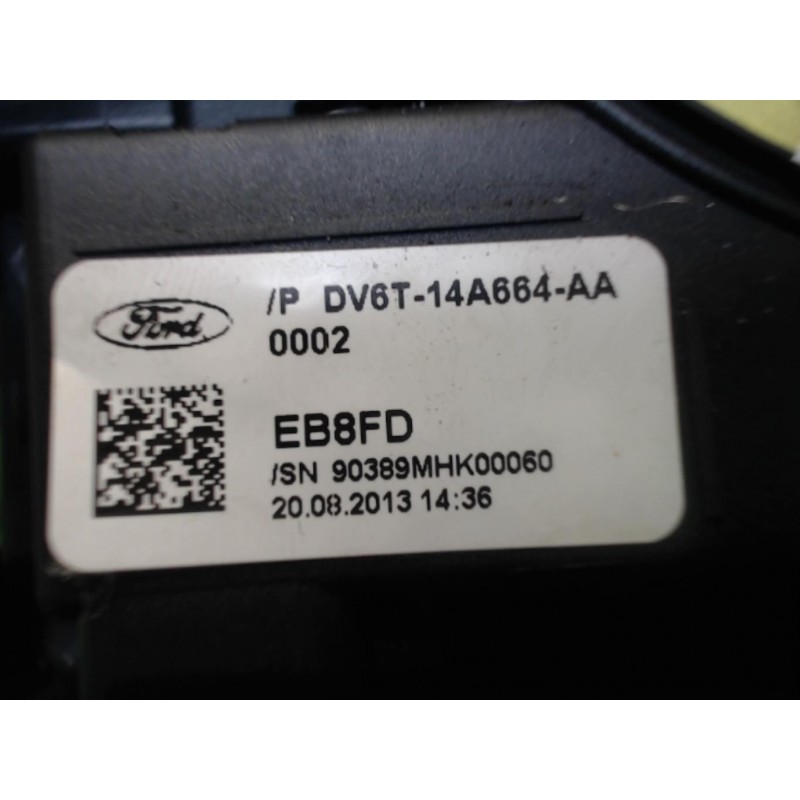 Ford
/P DV6T-14A664-AA
0002
EB8FD
/SN 90389MHK00060
20.08.2013 14:36